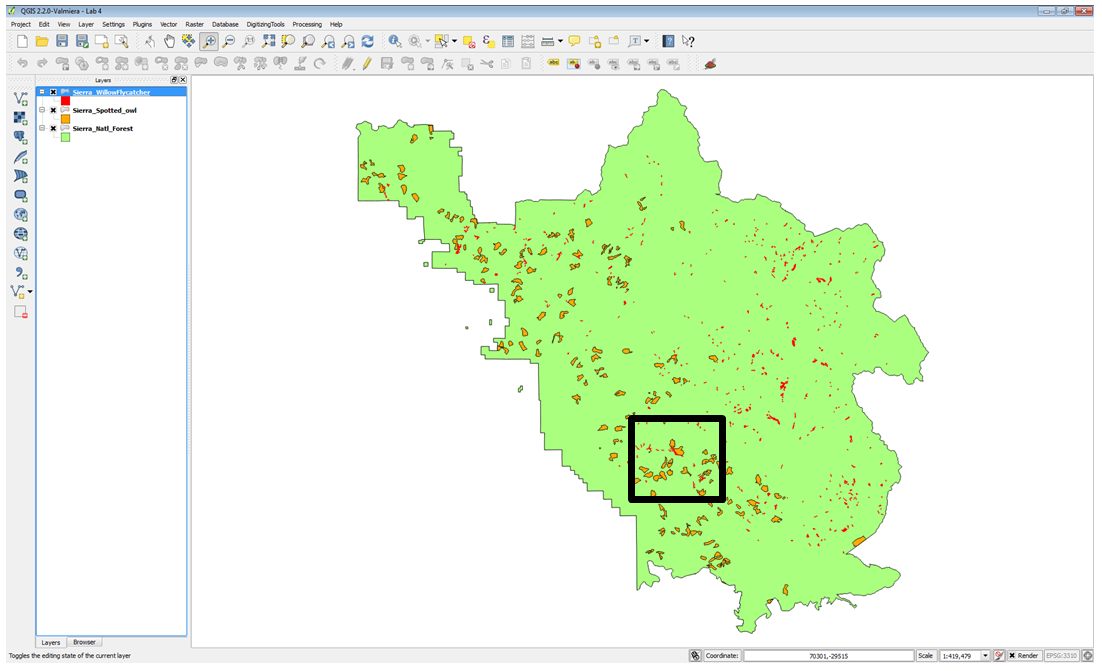 QGIS 2.2.0-Valmiera - Lab 4
Project Edit View Layer Settings Plugins Vector Raster Database DigitizingTools Processing Help
Layers
Sierra_WillowFlycatcher
Sierra_Spotted_owl
Sierra_Natl_Forest
Layers Browser
Toggles the editing state of the current layer Coordinate: 70301,-29515 Scale 1:419,479 Render EPSG:3310